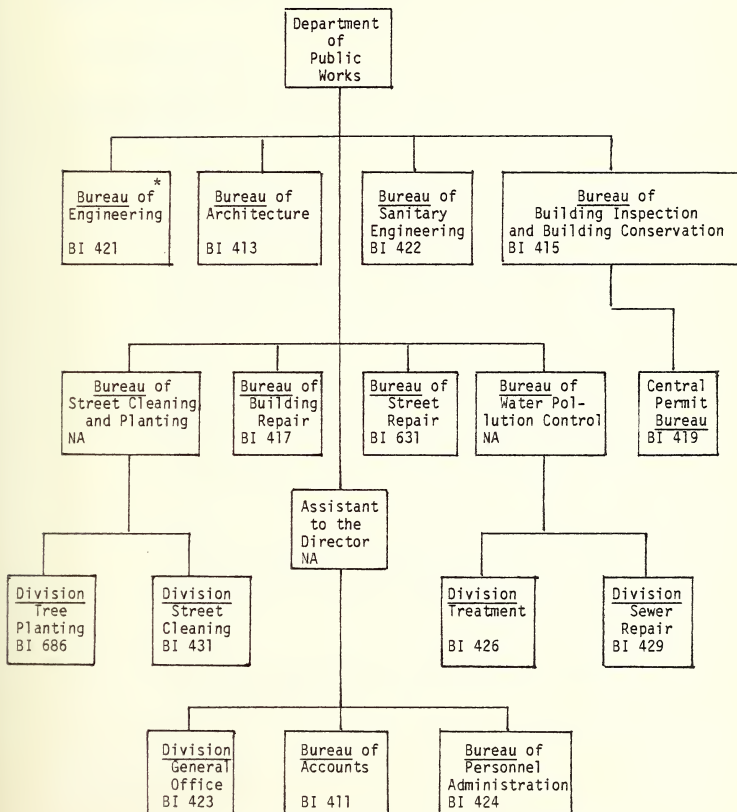 Department
of
Public
Works
*
Bureau of
Engineering
BI 421
Bureau of
Architecture
BI 413
Bureau of
Sanitary
Engineering
BI 422
Bureau of
Building Inspection
and Building Conservation
BI 415
Bureau of
Street Cleaning
and Planting
NA
Bureau of
Building
Repair
BI 417
Bureau of
Street
Repair
BI 631
Bureau of
Water Pol-
lution Control
NA
Central
Permit
Bureau
BI 419
Assistant
to the
Director
NA
Division
Tree
Planting
BI 686
Division
Street
Cleaning
BI 431
Division
Treatment
BI 426
Division
Sewer
Repair
BI 429
Division
General
Office
BI 423
Bureau of
Accounts
BI 411
Bureau of
Personnel
Administration
BI 424